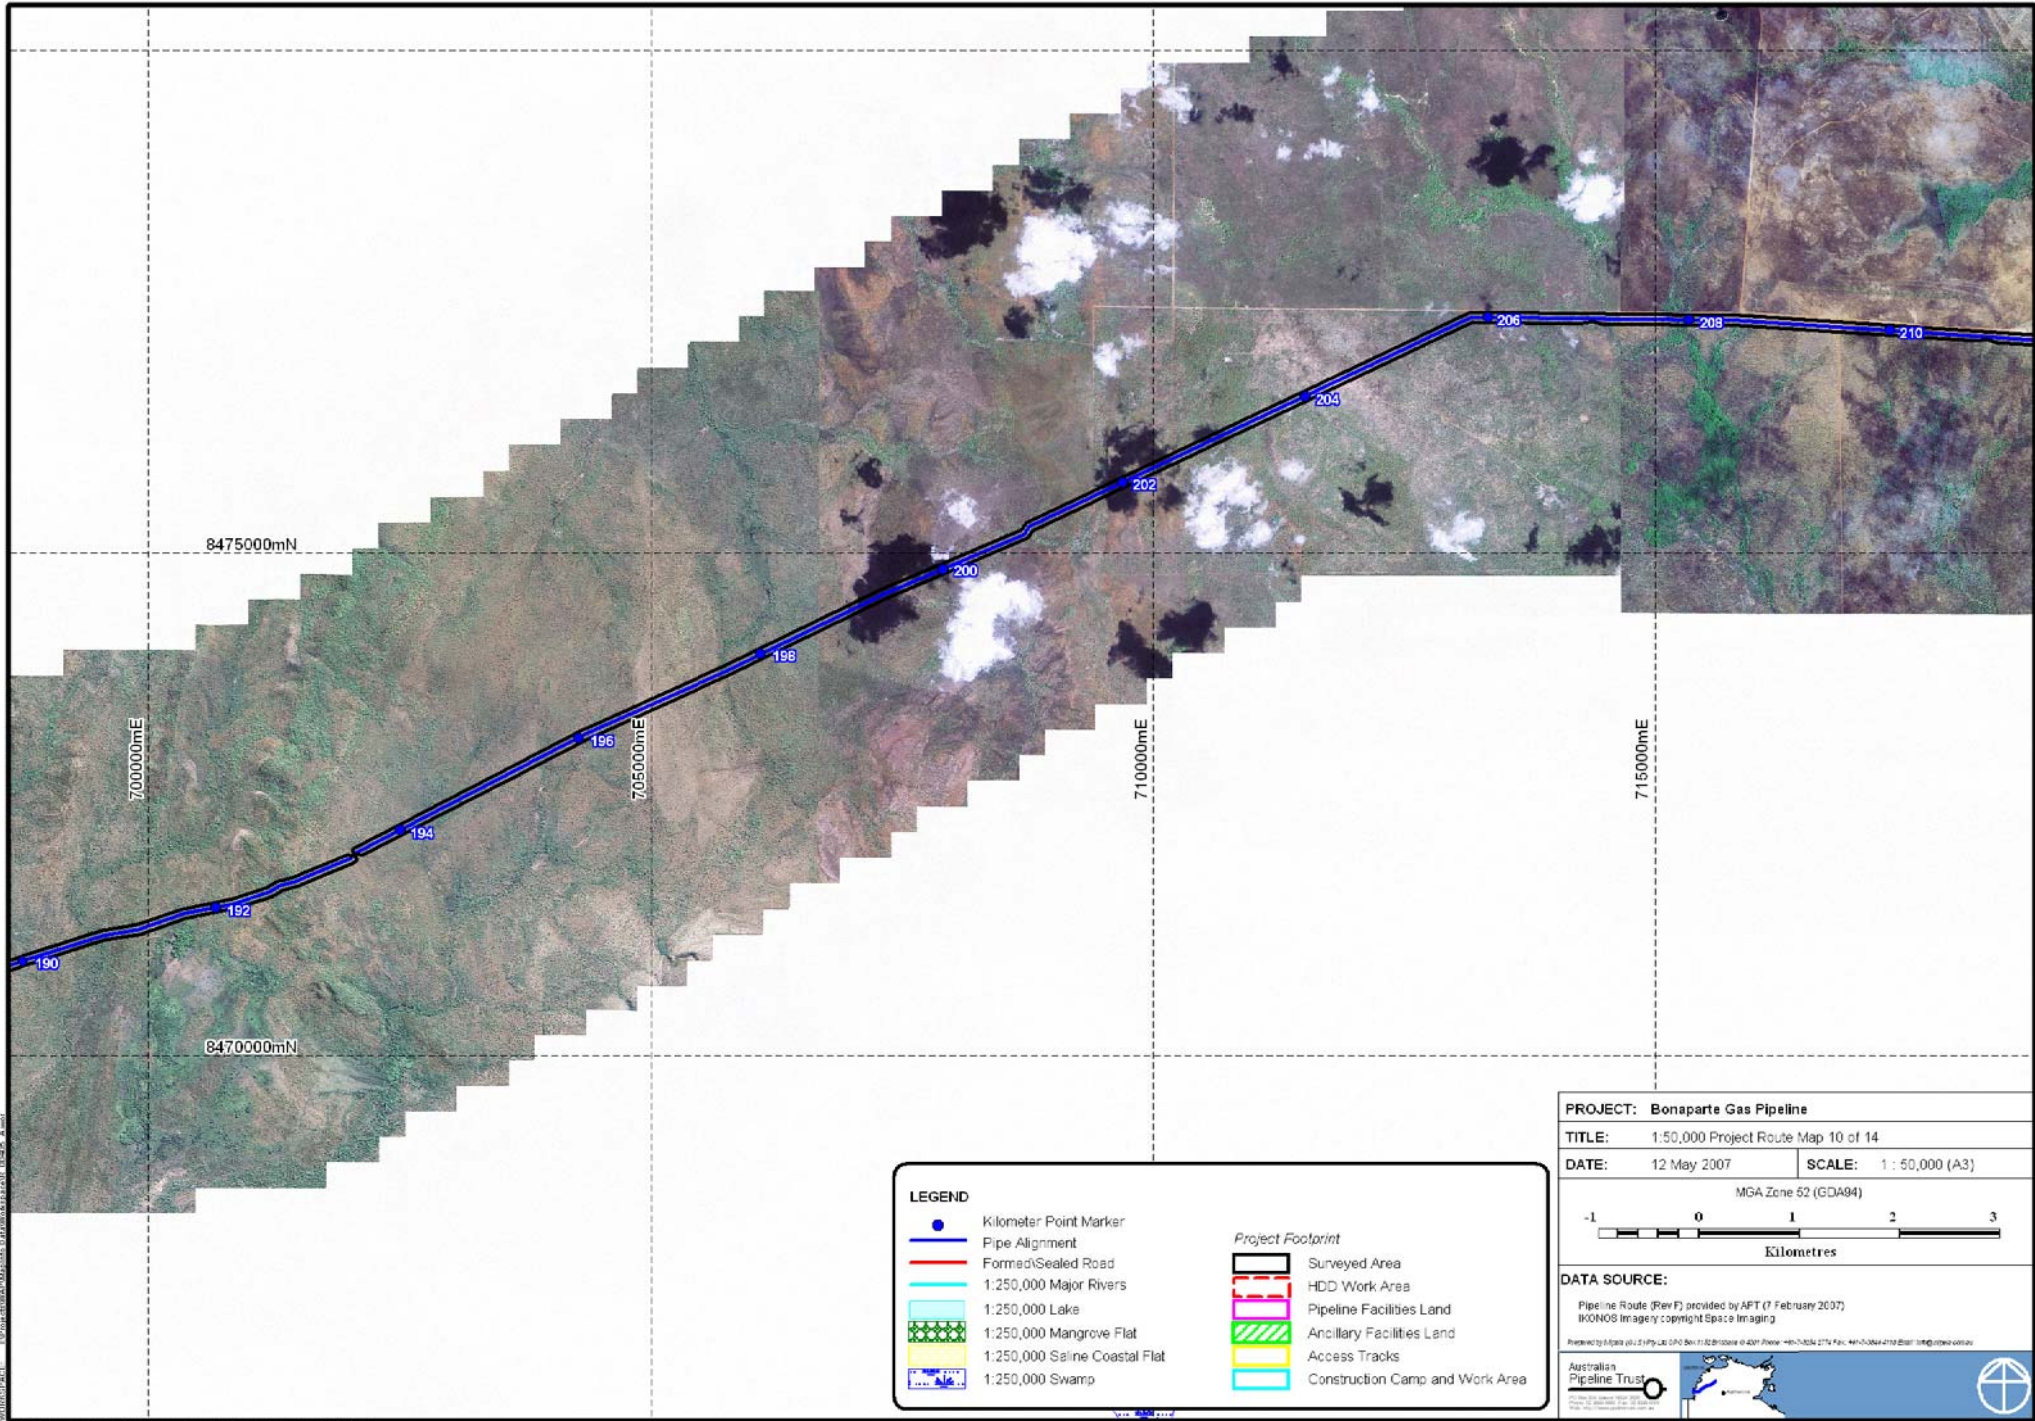 206
208
210
204
202
8475000mN
200
198
700000mE
705000mE
710000mE
715000mE
196
194
192
190
8470000mN
LEGEND
Kilometer Point Marker
Pipe Alignment
Formed\Sealed Road
1:250,000 Major Rivers
1:250,000 Lake
1:250,000 Mangrove Flat
1:250,000 Saline Coastal Flat
1:250,000 Swamp
Project Footprint
Surveyed Area
HDD Work Area
Pipeline Facilities Land
Ancillary Facilities Land
Access Tracks
Construction Camp and Work Area
PROJECT: Bonaparte Gas Pipeline
TITLE: 1:50,000 Project Route Map 10 of 14
DATE: 12 May 2007 SCALE: 1 : 50,000 (A3)
MGA Zone 52 (GDA94)
-1 0 1 2 3
Kilometres
DATA SOURCE:
Pipeline Route (Rev F) provided by APT (7 February 2007)
IKONOS Imagery copyright Space Imaging
Australian
Pipeline Trust